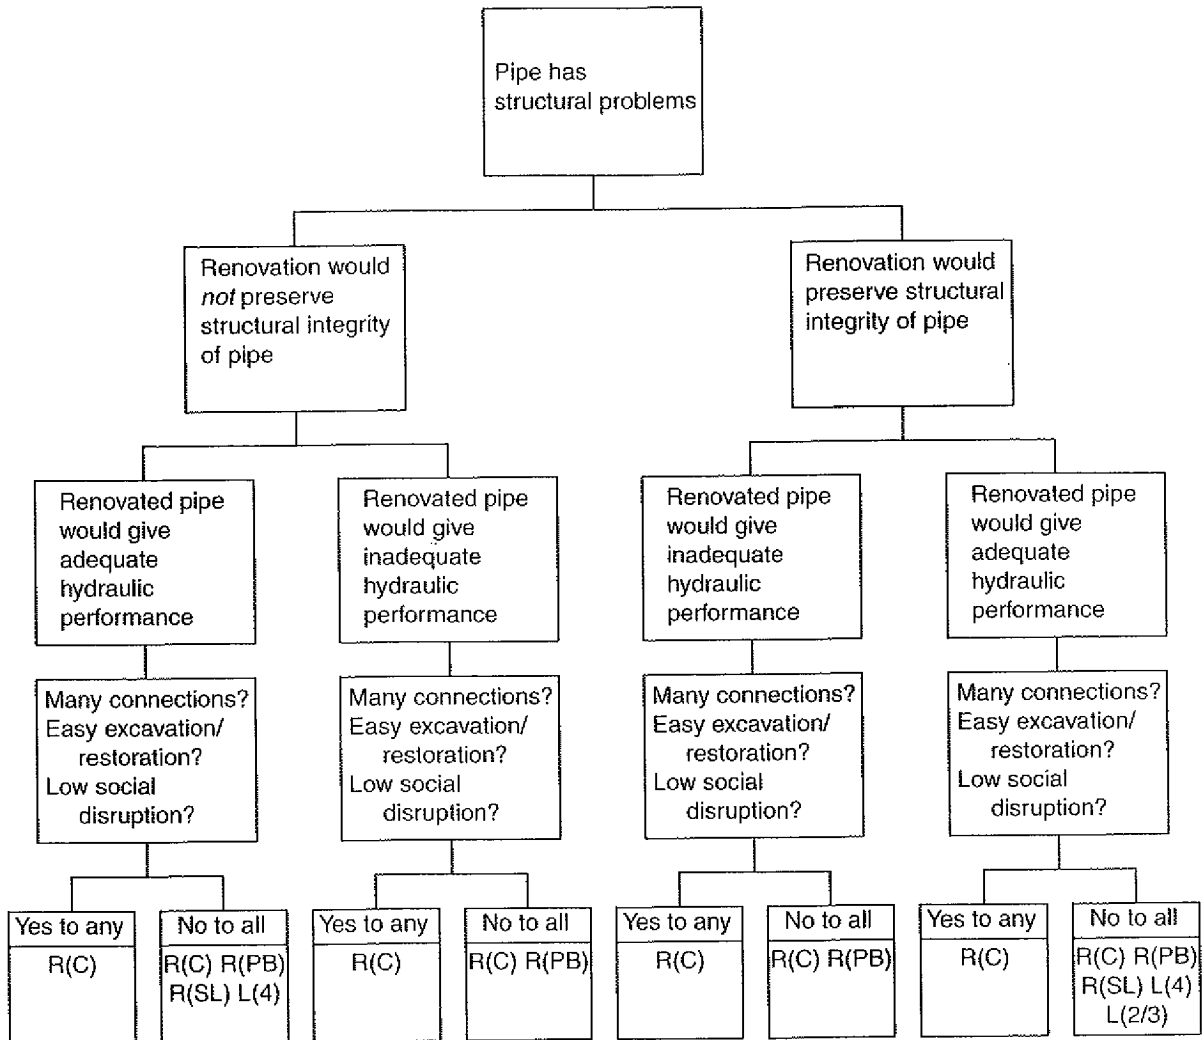 Pipe has
structural problems
Renovation would
not preserve
structural integrity
of pipe
Renovation would
preserve structural
integrity of pipe
Renovated pipe
would give
adequate
hydraulic
performance
Renovated pipe
would give
inadequate
hydraulic
performance
Renovated pipe
would give
inadequate
hydraulic
performance
Renovated pipe
would give
adequate
hydraulic
performance
Many connections?
Easy excavation/
restoration?
Low social
disruption?
Many connections?
Easy excavation/
restoration?
Low social
disruption?
Many connections?
Easy excavation/
restoration?
Low social
disruption?
Many connections?
Easy excavation/
restoration?
Low social
disruption?
Yes to any
R(C)
No to all
R(C) R(PB)
R(SL) L(4)
Yes to any
R(C)
No to all
R(C) R(PB)
Yes to any
R(C)
No to all
R(C) R(PB)
Yes to any
R(C)
No to all
R(C) R(PB)
R(SL) L(4)
L(2/3)